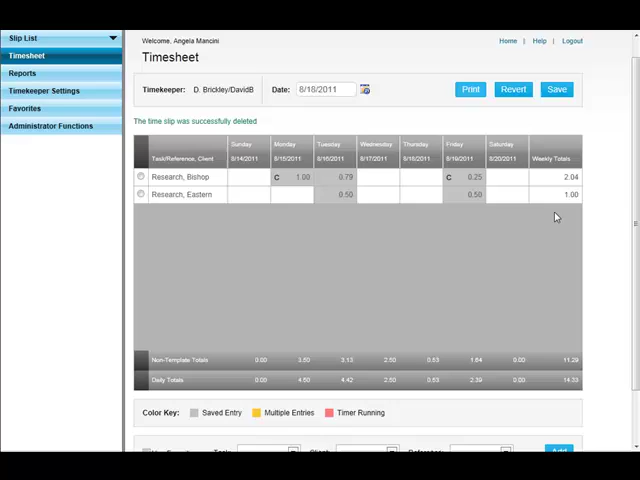 Slip List
Timesheet
Reports
Timekeeper Settings
Favorites
Administrator Functions
Welcome, Angela Mancini
Home | Help | Logout
Timesheet
Timekeeper: D. Brickley/DavidB Date: 8/18/2011 Print Revert Save
The time slip was successfully deleted
Sunday Monday Tuesday Wednesday Thursday Friday Saturday
Task/Reference, Client 8/14/2011 8/15/2011 8/16/2011 8/17/2011 8/18/2011 8/19/2011 8/20/2011 Weekly Totals
Research, Bishop C 1.00 0.79 C 0.25 2.04
Research, Eastern 0.50 0.50 1.00
Non-Template Totals 0.00 3.50 3.13 2.50 0.53 1.64 0.00 11.29
Daily Totals 0.00 4.50 4.42 2.50 0.53 2.39 0.00 14.33
Color Key: Saved Entry Multiple Entries Timer Running
Add